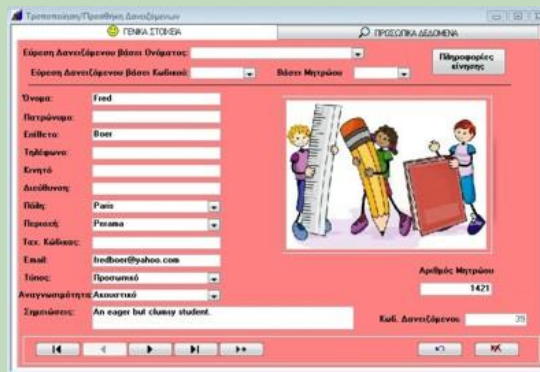 Τροποποίηση/Προσθήκη Δανειζόμενων
ΓΕΝΙΚΑ ΣΤΟΙΧΕΙΑ
ΠΡΟΣΩΠΙΚΑ ΔΕΔΟΜΕΝΑ
Εύρεση Δανειζόμενου βάσει Ονόματος:
Εύρεση Δανειζόμενου βάσει Κωδικού:
Βάσει Μητρώου
Πληροφορίες
κίνησης
Όνομα: Fred
Πατρώνυμο:
Επίθετο: Boer
Τηλέφωνο:
Κινητό
Διεύθυνση:
Πόλη: Paris
Περιοχή: Perama
Ταχ. Κώδικας:
Email: fredboer@yahoo.com
Τύπος: Προσωπικό
Αναγνωσιμότητα Ακουστικό
Σημειώσεις: An eager but clumsy student.
Αριθμός Μητρώου
1421
Κωδ. Δανειζόμενου 39